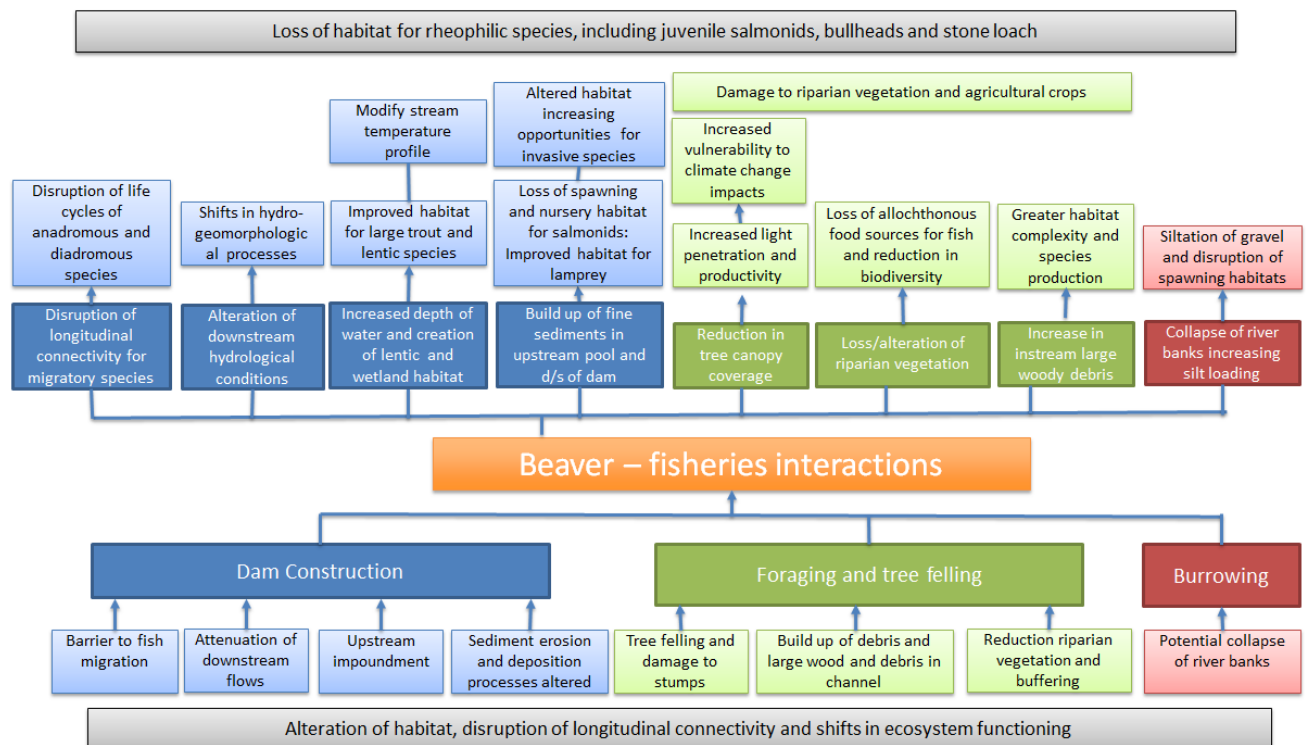 Loss of habitat for rheophilic species, including juvenile salmonids, bullheads and stone loach
Damage to riparian vegetation and agricultural crops
Modify stream
temperature
profile
Altered habitat
increasing
opportunities for
invasive species
Increased
vulnerability to
climate change
impacts
Disruption of life
cycles of
anadromous and
diadromous
species
Shifts in hydro-
geomorphologic
al processes
Improved habitat
for large trout and
lentic species
Loss of spawning
and nursery habitat
for salmonids:
Improved habitat for
lamprey
Increased light
penetration and
productivity
Loss of allochthonous
food sources for fish
and reduction in
biodiversity
Greater habitat
complexity and
species
production
Siltation of gravel
and disruption of
spawning habitats
Disruption of
longitudinal
connectivity for
migratory species
Alteration of
downstream
hydrological
conditions
Increased depth of
water and creation
of lentic and
wetland habitat
Build up of fine
sediments in
upstream pool and
d/s of dam
Reduction in
tree canopy
coverage
Loss/alteration of
riparian vegetation
Increase in
instream large
woody debris
Collapse of river
banks increasing
silt loading
Beaver – fisheries interactions
Dam Construction
Foraging and tree felling
Burrowing
Barrier to fish
migration
Attenuation of
downstream
flows
Upstream
impoundment
Sediment erosion
and deposition
processes altered
Tree felling and
damage to
stumps
Build up of debris and
large wood and debris in
channel
Reduction riparian
vegetation and
buffering
Potential collapse
of river banks
Alteration of habitat, disruption of longitudinal connectivity and shifts in ecosystem functioning